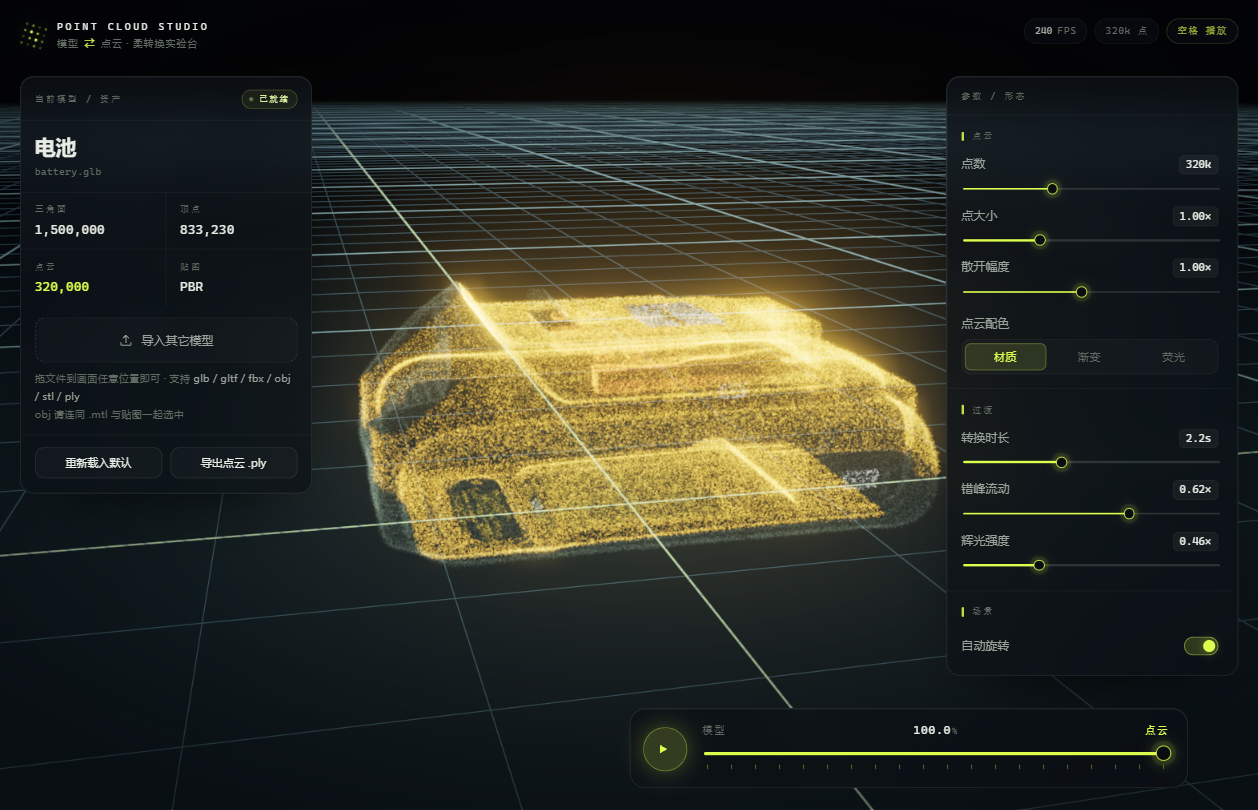 POINT CLOUD STUDIO
模型 ⇄ 点云 · 柔转换实验台
240 FPS
320k 点
空格 播放
当前模型 / 资产
已就绪
电池
battery.glb
三角面
顶点
1,500,000
833,230
点云
贴图
320,000
PBR
导入其它模型
拖文件到画面任意位置即可 · 支持 glb / gltf / fbx / obj
/ stl / ply
obj 请连同 .mtl 与贴图一起选中
重新载入默认
导出点云 .ply
参数 / 形态
点云
点数
320k
点大小
1.00×
散开幅度
1.00×
点云配色
材质
渐变
荧光
过渡
转换时长
2.2s
错峰流动
0.62×
辉光强度
0.46×
场景
自动旋转
模型
100.0%
点云